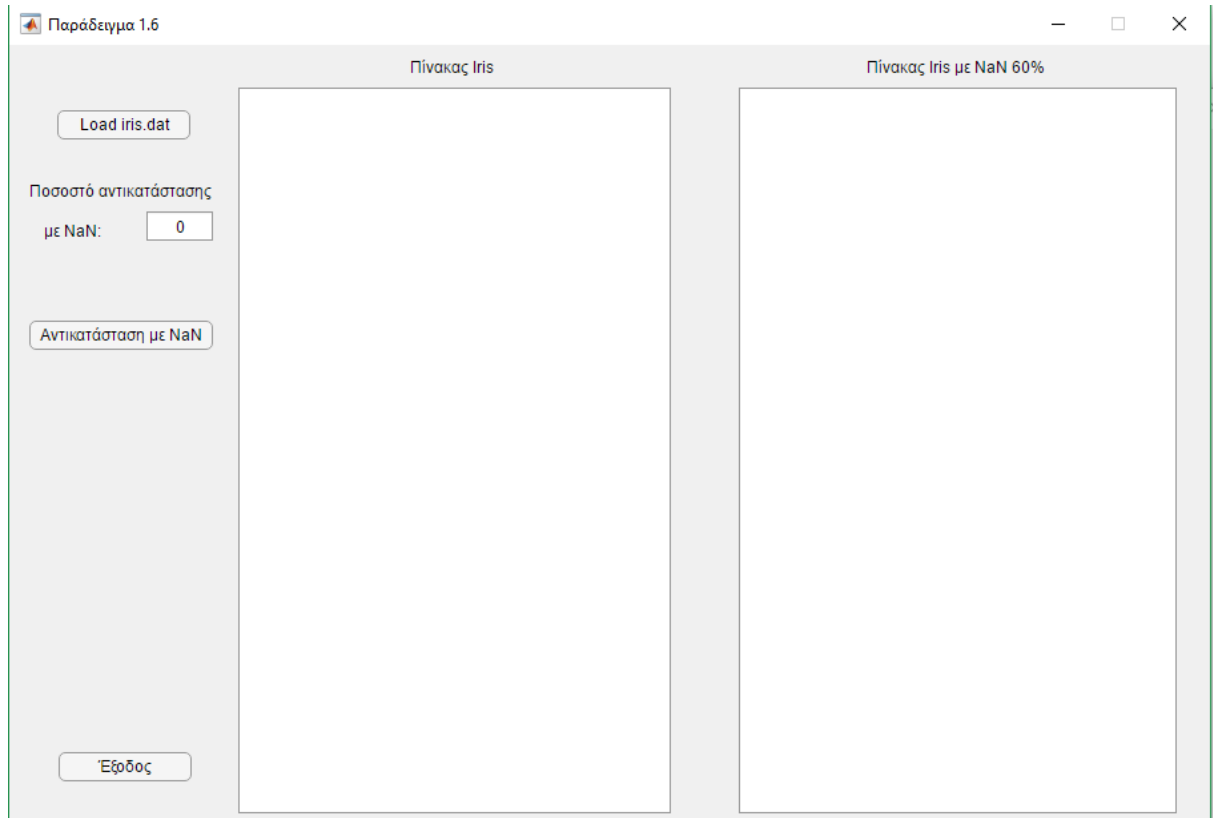 Παράδειγμα 1.6
Πίνακας Iris
Πίνακας Iris με NaN 60%
Load iris.dat
Ποσοστό αντικατάστασης
με NaN:
0
Αντικατάσταση με NaN
Έξοδος